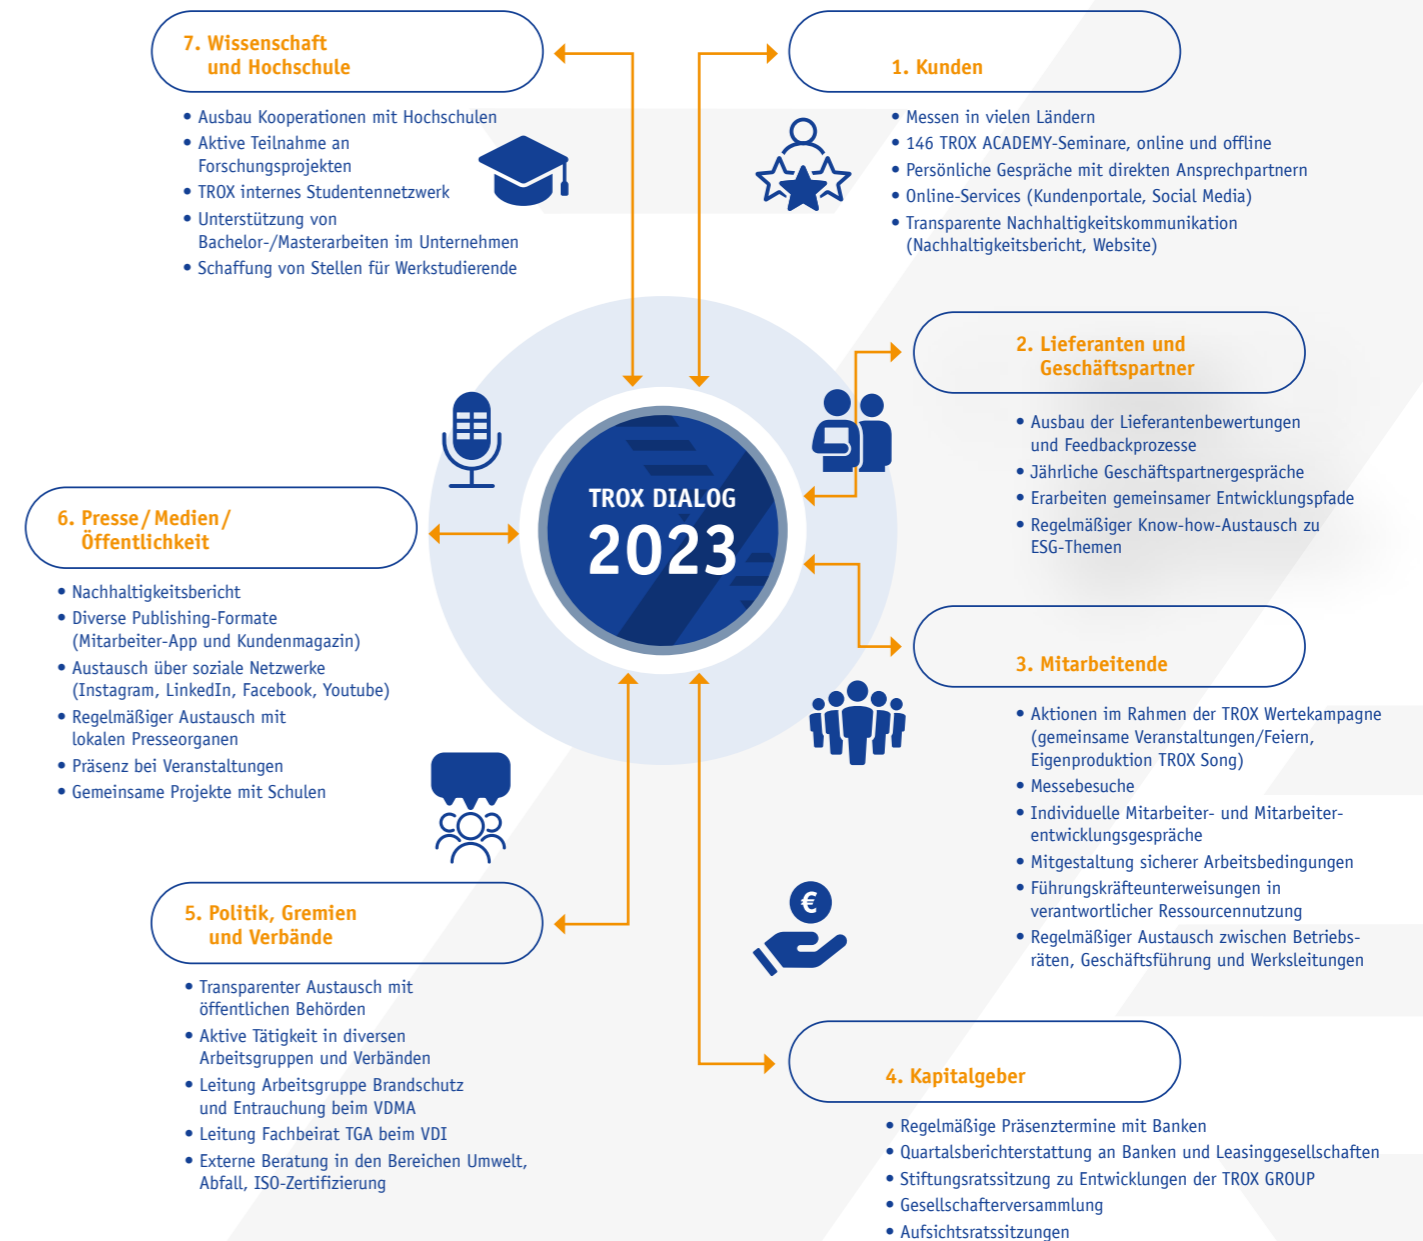 TROX DIALOG
2023
1. Kunden
• Messen in vielen Ländern
• 146 TROX ACADEMY-Seminare, online und offline
• Persönliche Gespräche mit direkten Ansprechpartnern
• Online-Services (Kundenportale, Social Media)
• Transparente Nachhaltigkeitskommunikation
(Nachhaltigkeitsbericht, Website)
2. Lieferanten und
Geschäftspartner
• Ausbau der Lieferantenbewertungen
und Feedbackprozesse
• Jährliche Geschäftspartnergespräche
• Erarbeiten gemeinsamer Entwicklungspfade
• Regelmäßiger Know-how-Austausch zu
ESG-Themen
3. Mitarbeitende
• Aktionen im Rahmen der TROX Wertekampagne
(gemeinsame Veranstaltungen/Feiern,
Eigenproduktion TROX Song)
• Messebesuche
• Individuelle Mitarbeiter- und Mitarbeiter-
entwicklungsgespräche
• Mitgestaltung sicherer Arbeitsbedingungen
• Führungskräfteunterweisungen in
verantwortlicher Ressourcennutzung
• Regelmäßiger Austausch zwischen Betriebs-
räten, Geschäftsführung und Werksleitungen
€
4. Kapitalgeber
• Regelmäßige Präsenztermine mit Banken
• Quartalsberichterstattung an Banken und Leasinggesellschaften
• Stiftungsratssitzung zu Entwicklungen der TROX GROUP
• Gesellschafterversammlung
• Aufsichtsratssitzungen
5. Politik, Gremien
und Verbände
• Transparenter Austausch mit
öffentlichen Behörden
• Aktive Tätigkeit in diversen
Arbeitsgruppen und Verbänden
• Leitung Arbeitsgruppe Brandschutz
und Entrauchung beim VDMA
• Leitung Fachbeirat TGA beim VDI
• Externe Beratung in den Bereichen Umwelt,
Abfall, ISO-Zertifizierung
6. Presse/Medien/
Öffentlichkeit
• Nachhaltigkeitsbericht
• Diverse Publishing-Formate
(Mitarbeiter-App und Kundenmagazin)
• Austausch über soziale Netzwerke
(Instagram, LinkedIn, Facebook, Youtube)
• Regelmäßiger Austausch mit
lokalen Presseorganen
• Präsenz bei Veranstaltungen
• Gemeinsame Projekte mit Schulen
7. Wissenschaft
und Hochschule
• Ausbau Kooperationen mit Hochschulen
• Aktive Teilnahme an
Forschungsprojekten
• TROX internes Studentennetzwerk
• Unterstützung von
Bachelor-/Masterarbeiten im Unternehmen
• Schaffung von Stellen für Werkstudierende